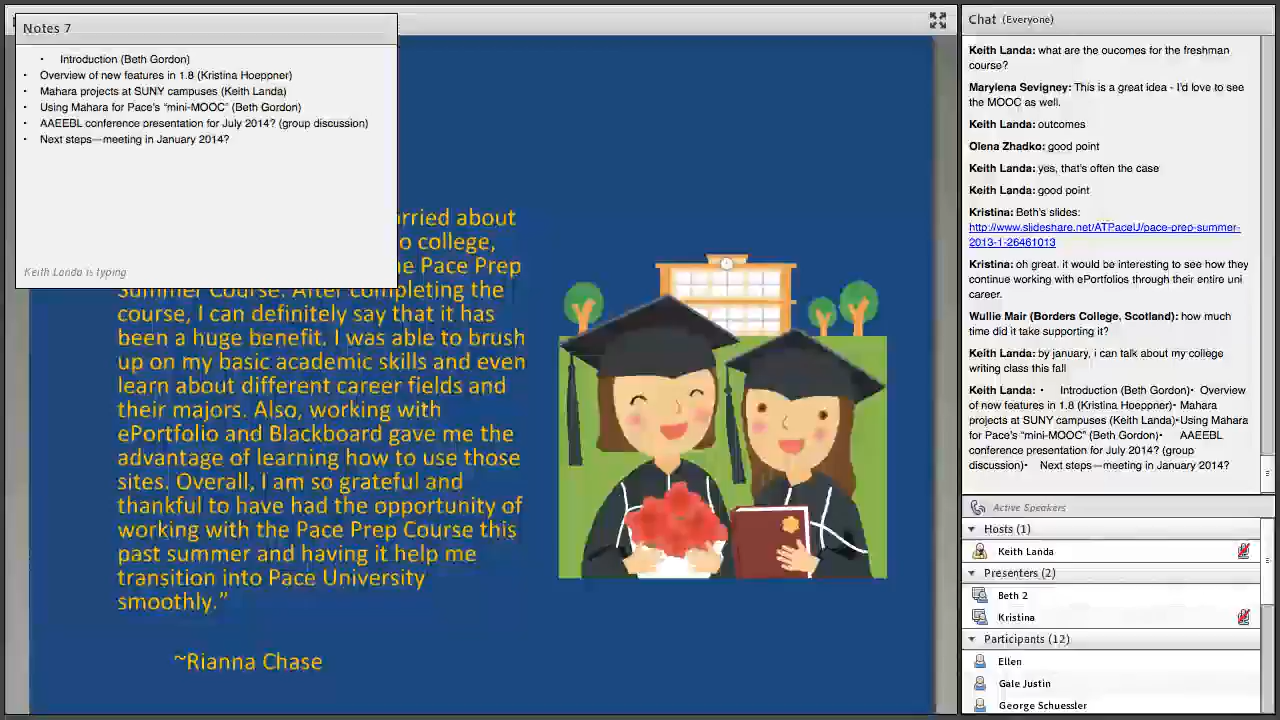 Notes 7
• Introduction (Beth Gordon)
• Overview of new features in 1.8 (Kristina Hoeppner)
• Mahara projects at SUNY campuses (Keith Landa)
• Using Mahara for Pace's “mini-MOOC” (Beth Gordon)
• AAEEBL conference presentation for July 2014? (group discussion)
• Next steps—meeting in January 2014?
Keith Landa is typing
rried about
o college,
he Pace Prep
Summer Course. After completing the
course, I can definitely say that it has
been a huge benefit. I was able to brush
up on my basic academic skills and even
learn about different career fields and
their majors. Also, working with
ePortfolio and Blackboard gave me the
advantage of learning how to use those
sites. Overall, I am so grateful and
thankful to have had the opportunity of
working with the Pace Prep Course this
past summer and having it help me
transition into Pace University
smoothly.”
~Rianna Chase
Chat (Everyone)
Keith Landa: what are the oucomes for the freshman
course?
Marylena Sevigney: This is a great idea - I'd love to see
the MOOC as well.
Keith Landa: outcomes
Olena Zhadko: good point
Keith Landa: yes, that's often the case
Keith Landa: good point
Kristina: Beth's slides:
http://www.slideshare.net/ATPaceU/pace-prep-summer-
2013-1-26461013
Kristina: oh great. it would be interesting to see how they
continue working with ePortfolios through their entire uni
career.
Wullie Mair (Borders College, Scotland): how much
time did it take supporting it?
Keith Landa: by january, i can talk about my college
writing class this fall
Keith Landa: • Introduction (Beth Gordon)• Overview
of new features in 1.8 (Kristina Hoeppner)• Mahara
projects at SUNY campuses (Keith Landa)•Using Mahara
for Pace's “mini-MOOC” (Beth Gordon)• AAEEBL
conference presentation for July 2014? (group
discussion)• Next steps—meeting in January 2014?
Active Speakers
Hosts (1)
Keith Landa
Presenters (2)
Beth 2
Kristina
Participants (12)
Ellen
Gale Justin
George Schuessler